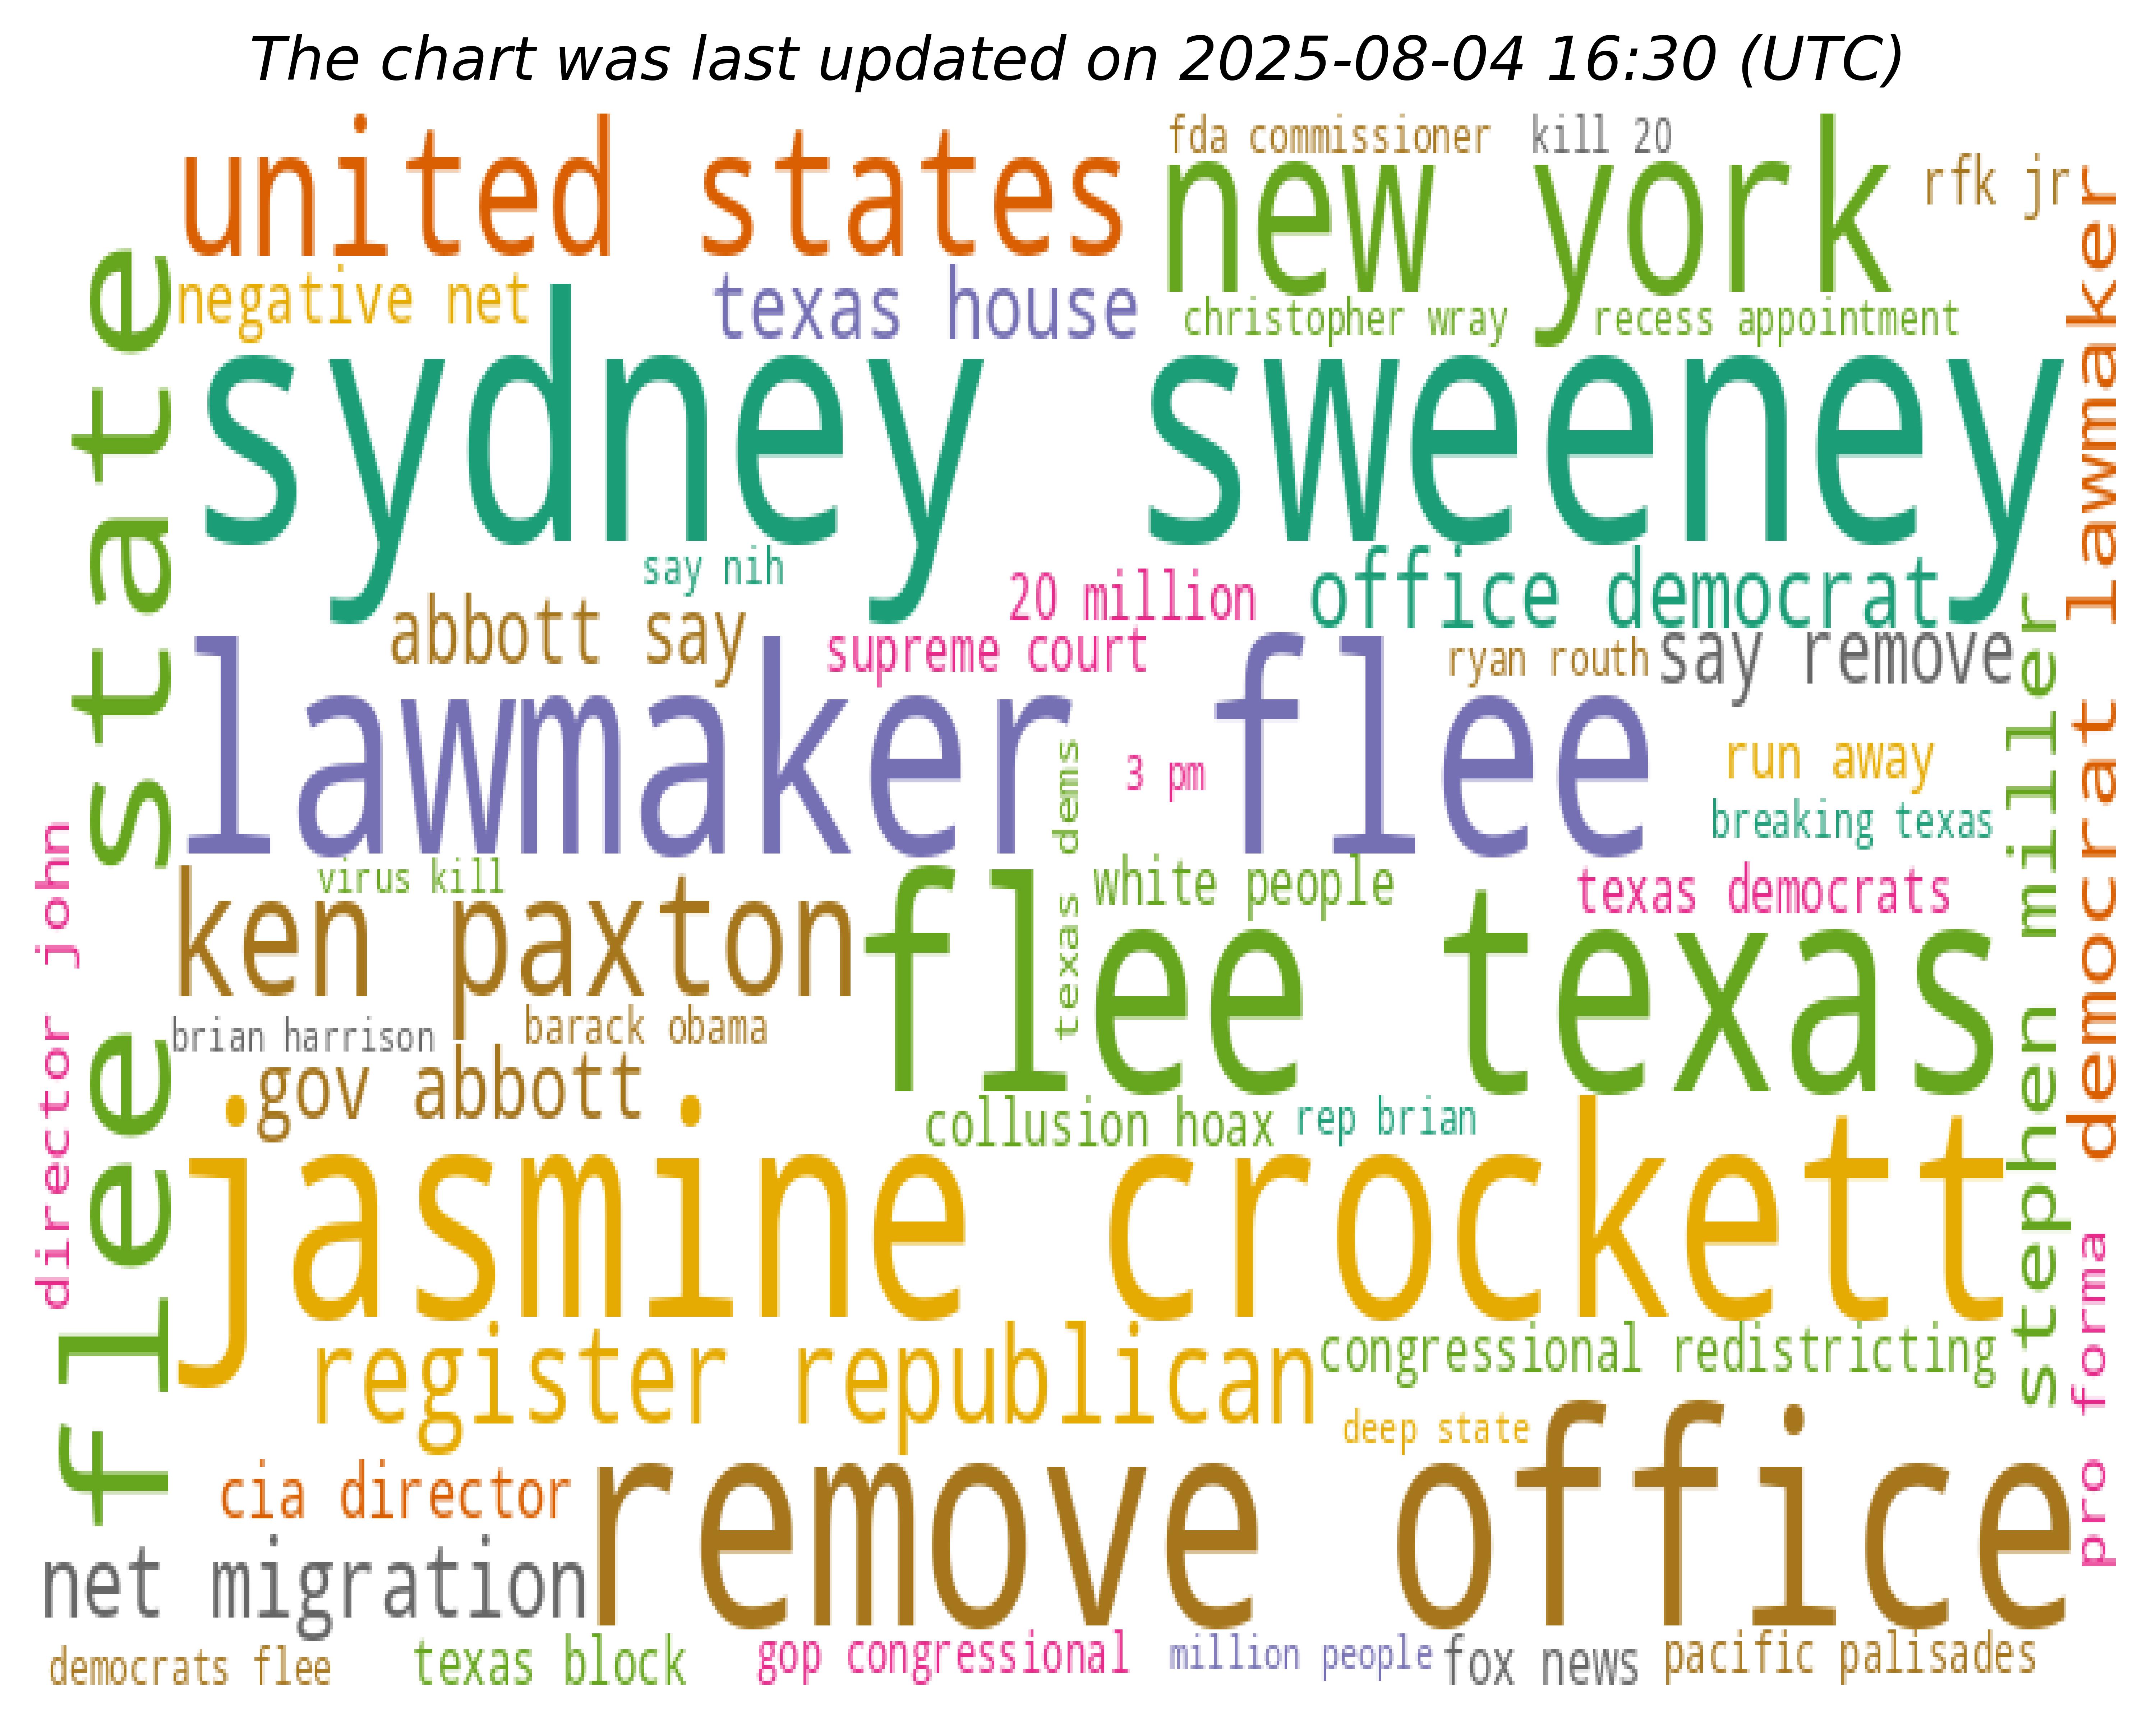 The chart was last updated on 2025-08-04 16:30 (UTC)
fda commissioner
kill 20
united states
new york
rfk jr
negative net
texas house
christopher wray
recess appointment
sydney sweeney
say nih
20 million
office democrat
abbott say
supreme court
ryan routh
say remove
lawmaker flee
3 pm
run away
breaking texas
texas dems
virus kill
white people
texas democrats
ken paxton
flee texas
brian harrison
barack obama
gov abbott
collusion hoax
rep brian
jasmine crockett
register republican
congressional redistricting
deep state
cia director
remove office
net migration
democrats flee
texas block
gop congressional
million people
fox news
pacific palisades
flee state
director john
stephen miller
democrat lawmaker
pro forma